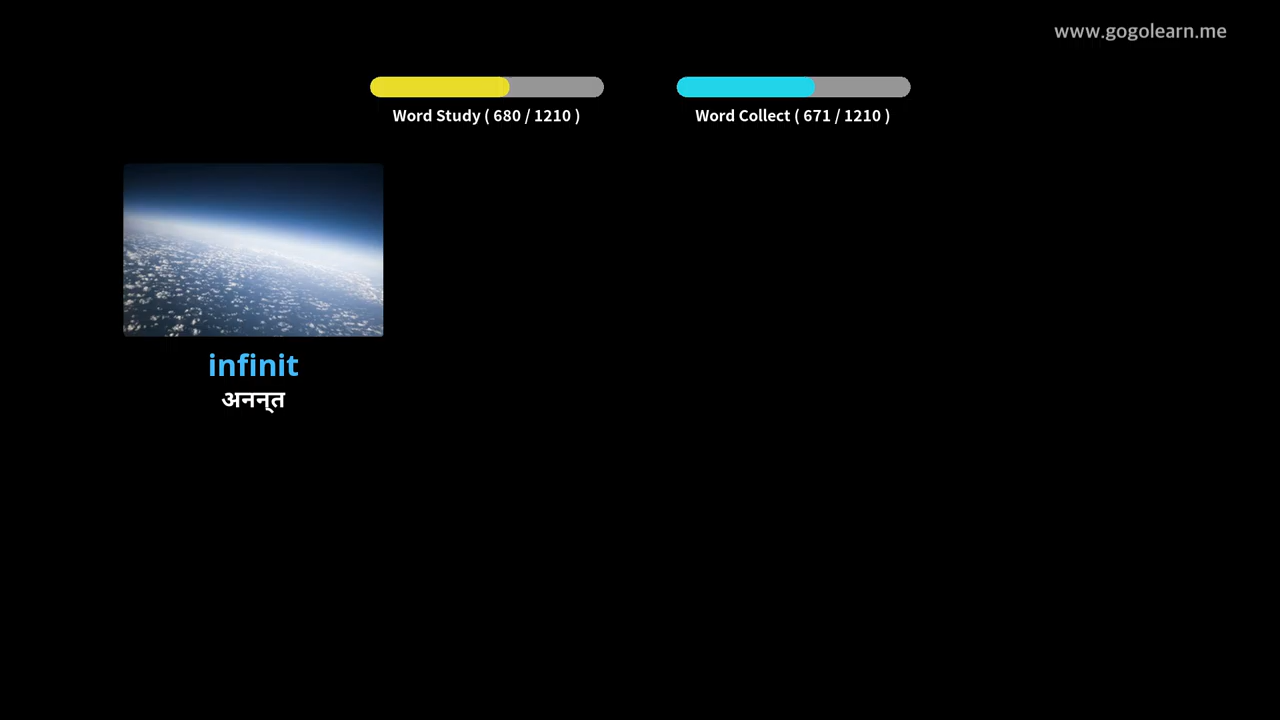 www.gogolearn.me
Word Study ( 680 / 1210 )
Word Collect ( 671 / 1210 )
infinit
अनन्‌त